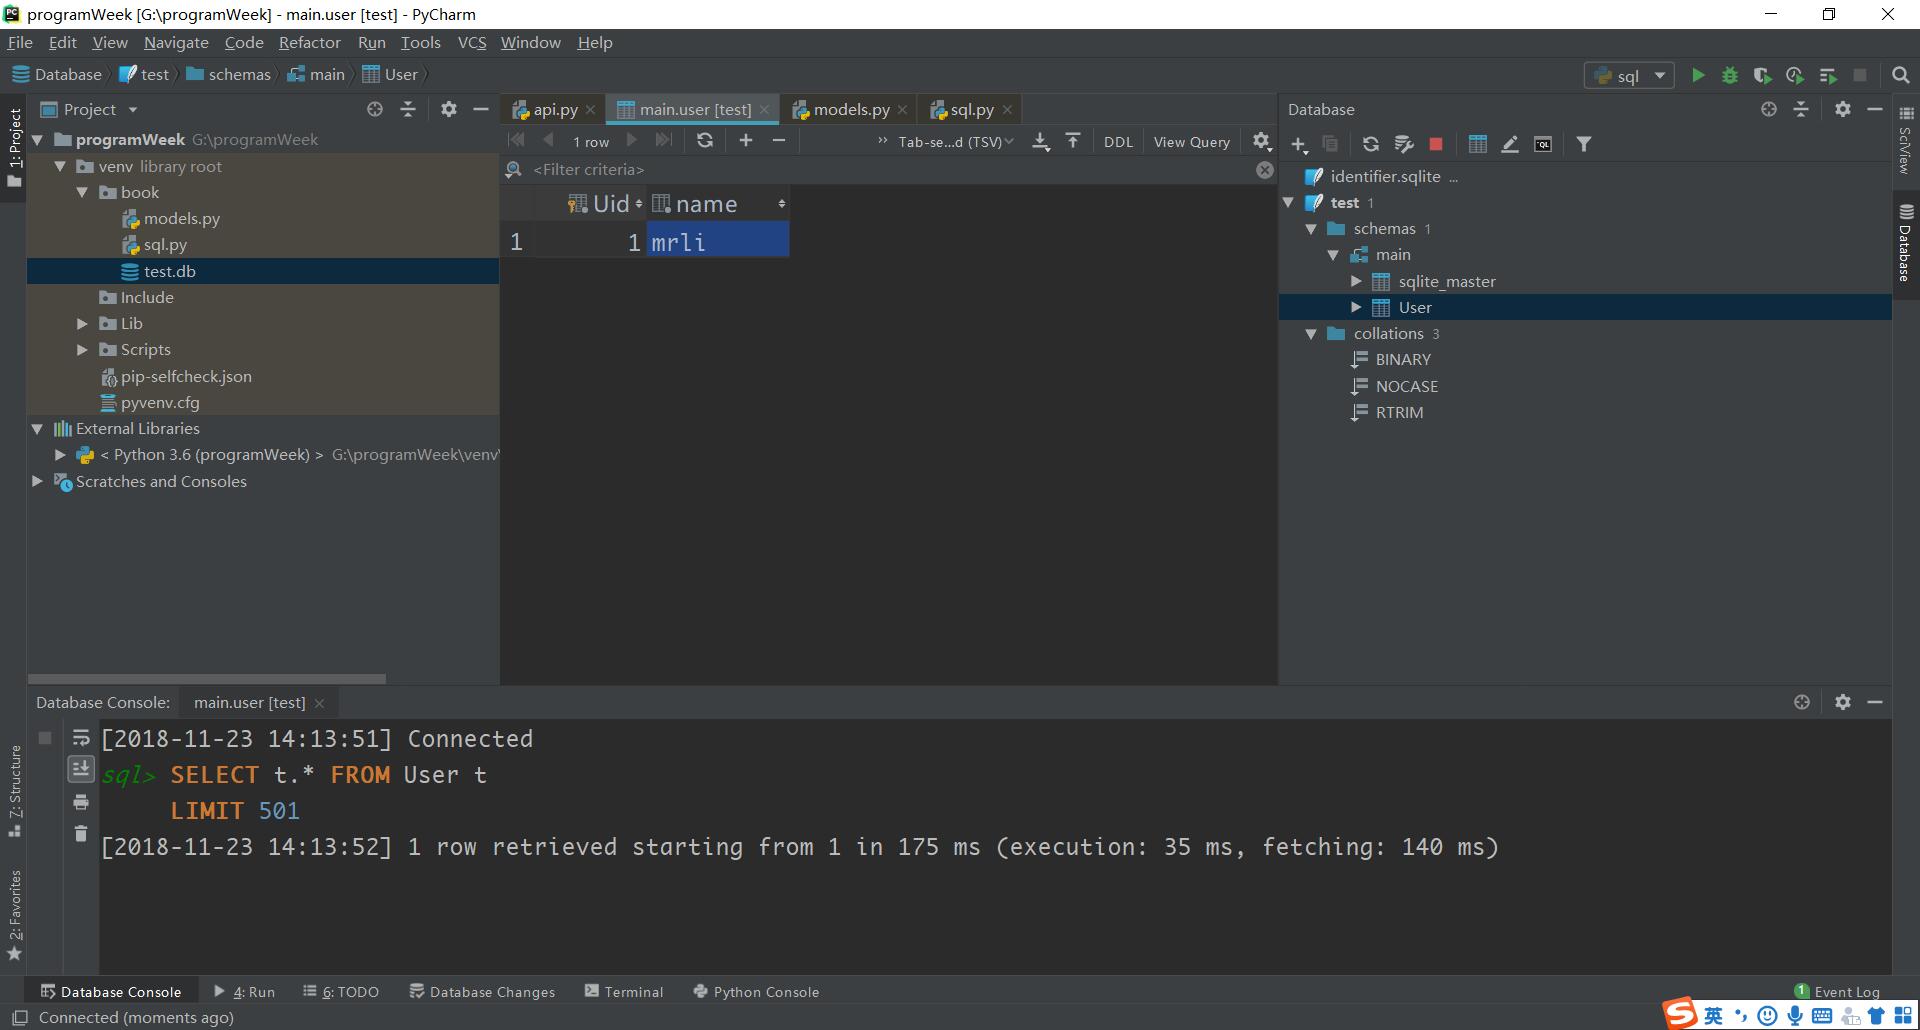 programWeek [G:\programWeek] - main.user [test] - PyCharm
File Edit View Navigate Code Refactor Run Tools VCS Window Help
Database test schemas main User
sql
1: Project
Project
programWeek G:\programWeek
venv library root
book
models.py
sql.py
test.db
Include
Lib
Scripts
pip-selfcheck.json
pyvenv.cfg
External Libraries
< Python 3.6 (programWeek) > G:\programWeek\venv\
Scratches and Consoles
api.py main.user [test] models.py sql.py
1 row Tab-se...d (TSV) DDL View Query
<Filter criteria>
Uid name
1 1 mrli
Database
identifier.sqlite ...
test 1
schemas 1
main
sqlite_master
User
collations 3
BINARY
NOCASE
RTRIM
SciView
Database
Database Console: main.user [test]
[2018-11-23 14:13:51] Connected
sql> SELECT t.* FROM User t
LIMIT 501
[2018-11-23 14:13:52] 1 row retrieved starting from 1 in 175 ms (execution: 35 ms, fetching: 140 ms)
7: Structure
2: Favorites
Database Console 4: Run 6: TODO Database Changes Terminal Python Console 1 Event Log
Connected (moments ago)
S 英